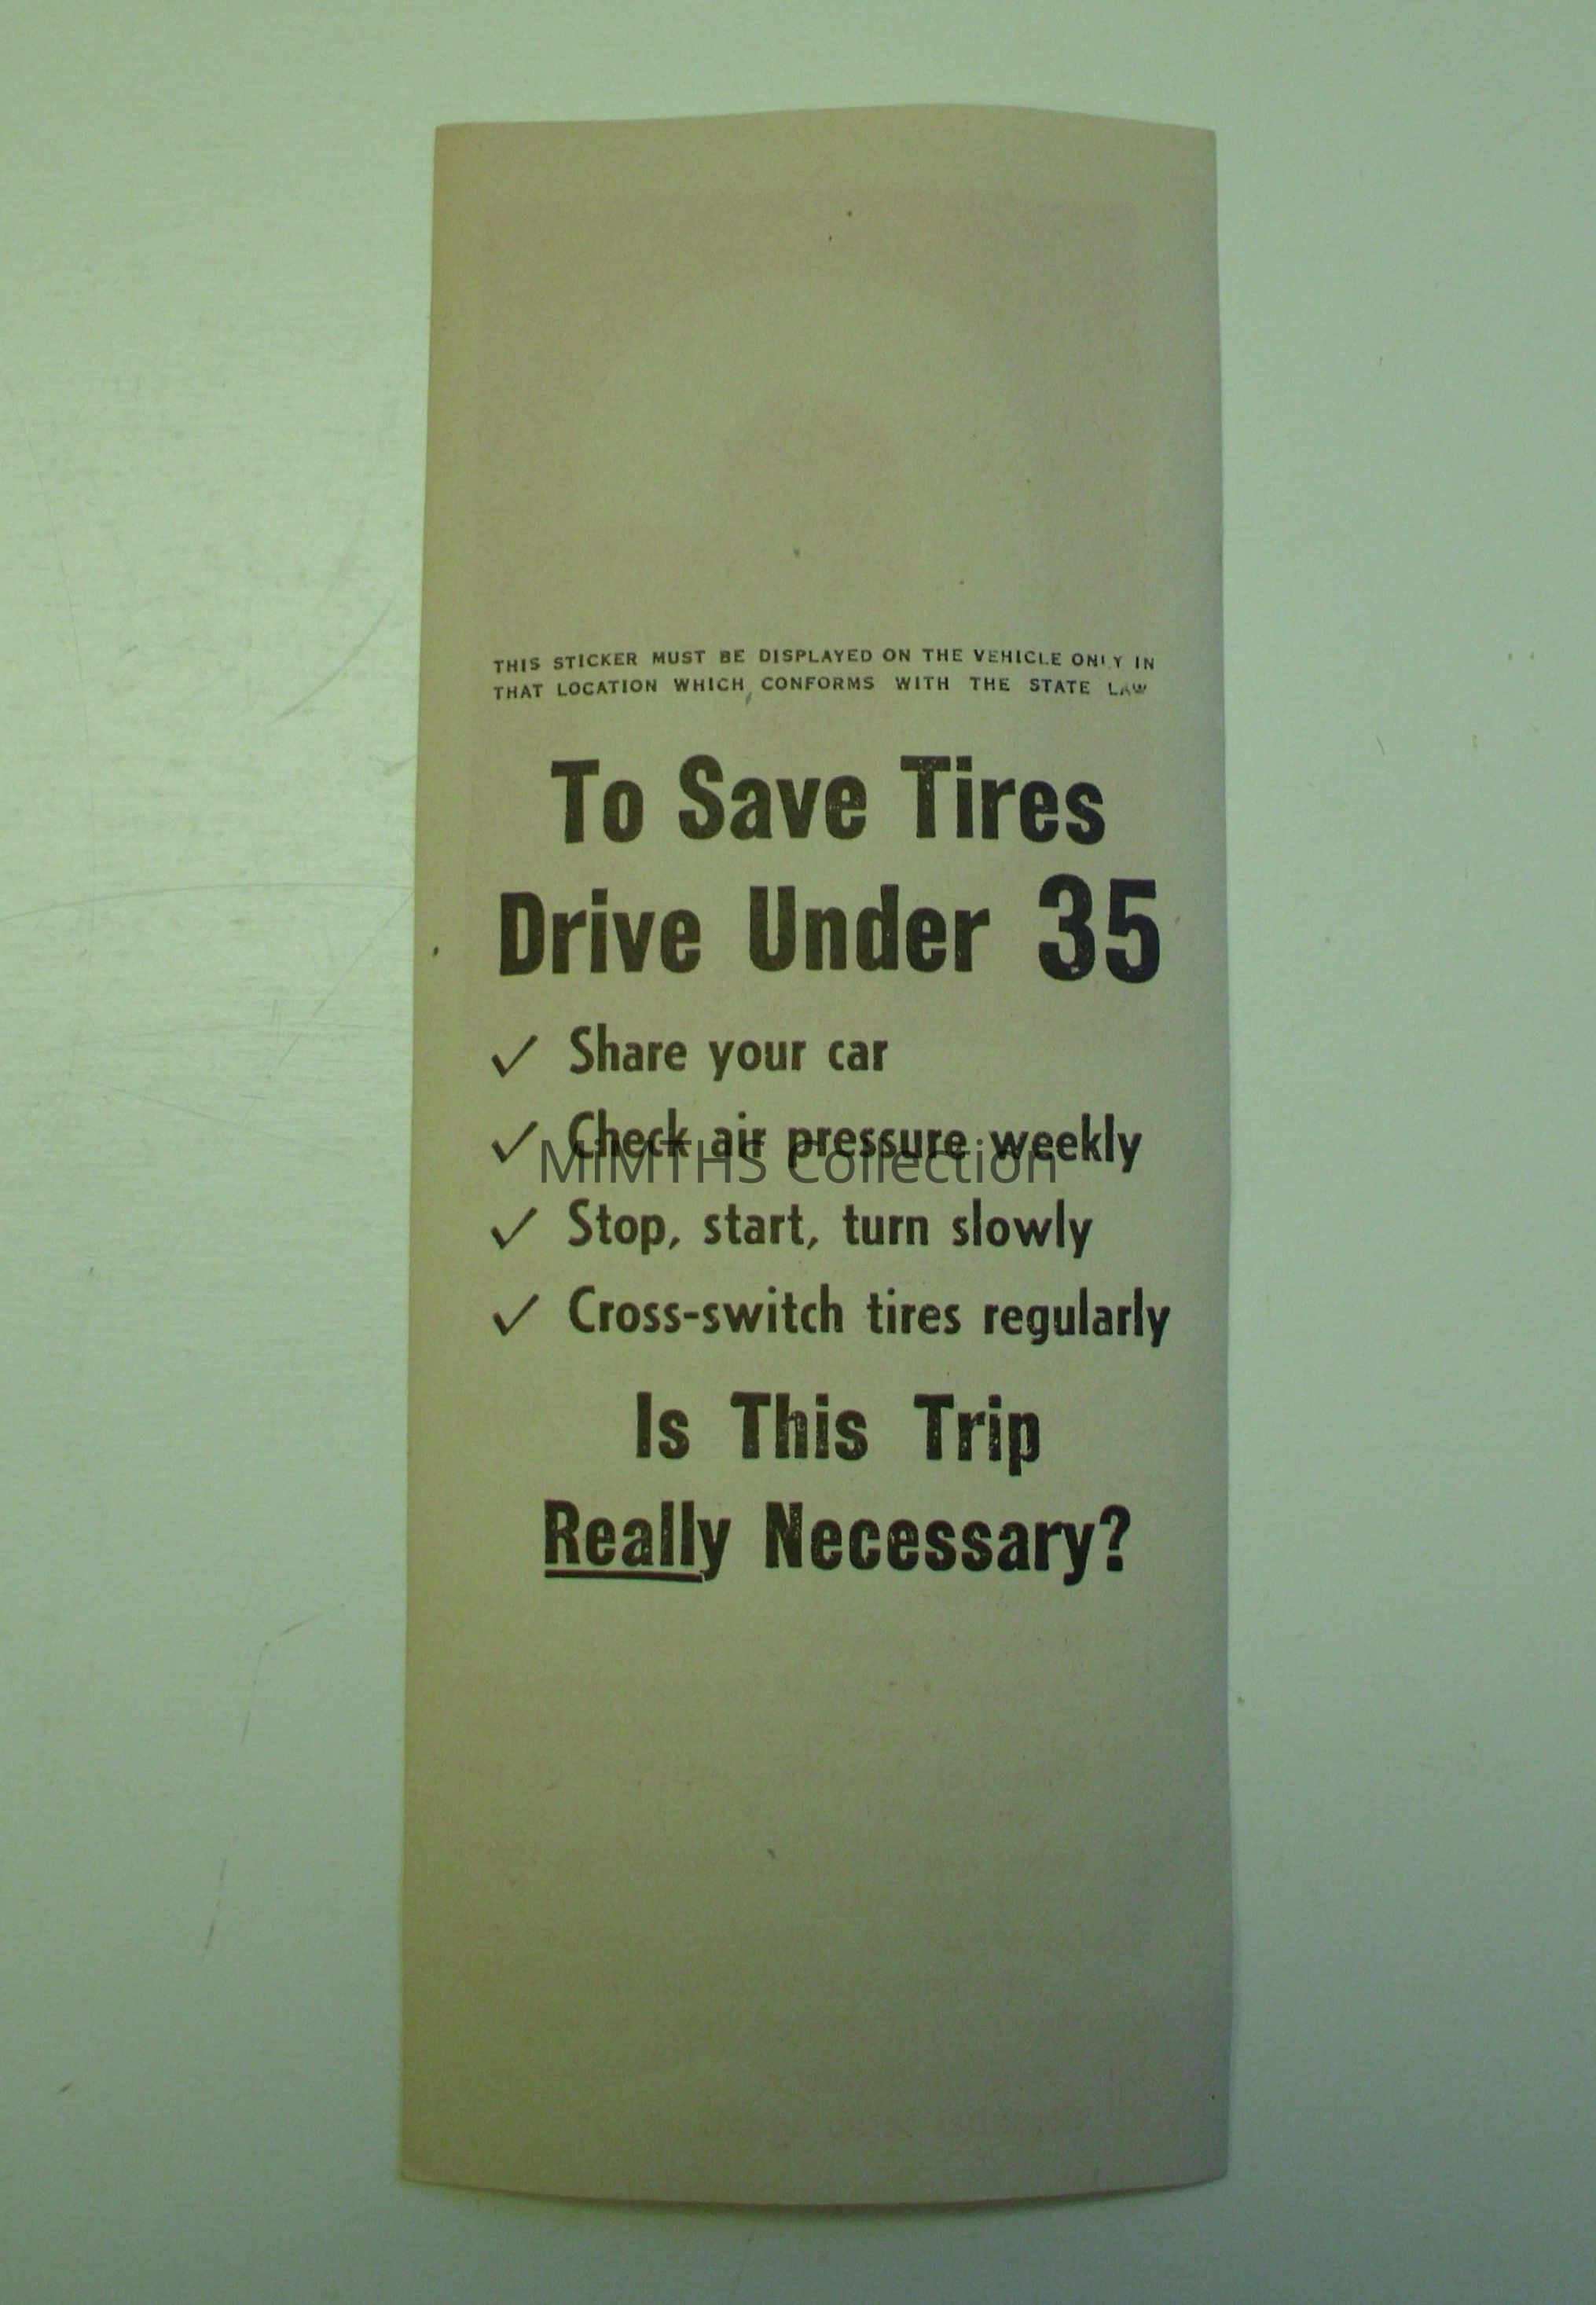 THIS STICKER MUST BE DISPLAYED ON THE VEHICLE ONLY IN
THAT LOCATION WHICH CONFORMS WITH THE STATE LAW
To Save Tires
Drive Under 35
✓ Share your car
✓ Check air pressure weekly
MiMTHS Collection
✓ Stop, start, turn slowly
✓ Cross-switch tires regularly
Is This Trip
Really Necessary?